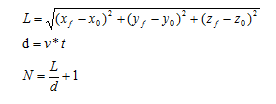 L = √(x_f − x_0)² + (y_f − y_0)² + (z_f − z_0)²
d = v* t
N = L/d + 1